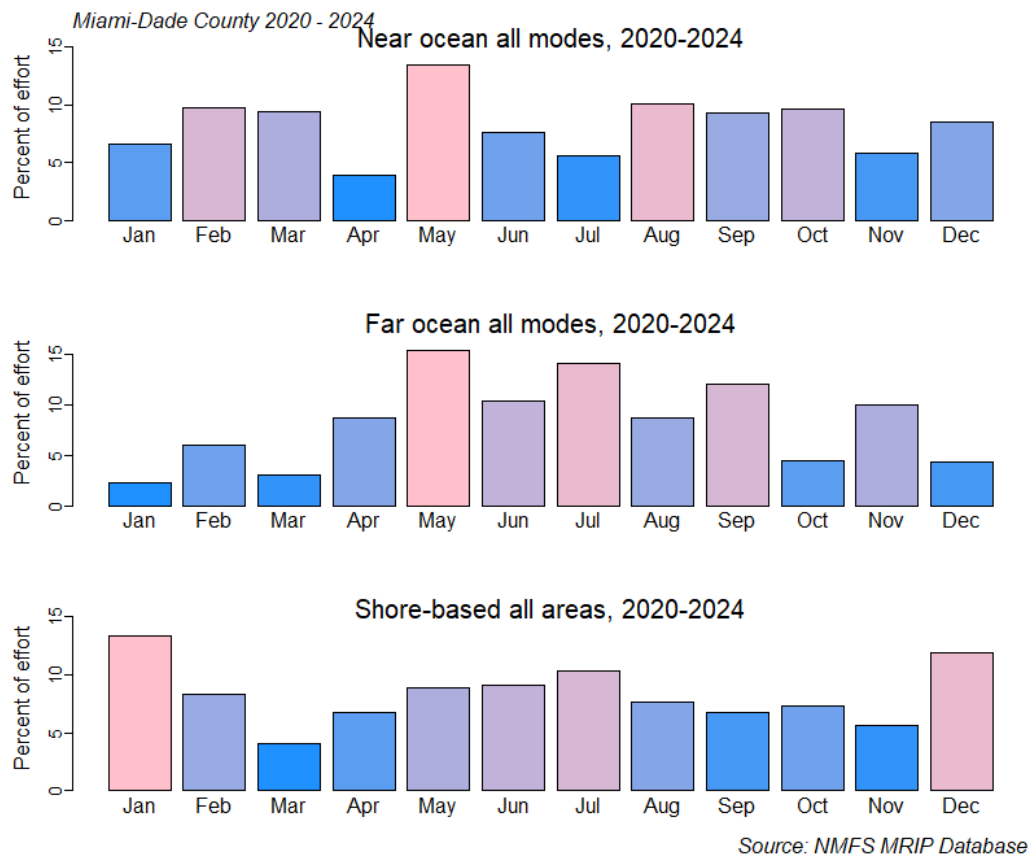 Miami-Dade County 2020 - 2024
Near ocean all modes, 2020-2024
Percent of effort
15
10
5
0
Jan Feb Mar Apr May Jun Jul Aug Sep Oct Nov Dec
Far ocean all modes, 2020-2024
Percent of effort
15
10
5
0
Jan Feb Mar Apr May Jun Jul Aug Sep Oct Nov Dec
Shore-based all areas, 2020-2024
Percent of effort
15
10
5
0
Jan Feb Mar Apr May Jun Jul Aug Sep Oct Nov Dec
Source: NMFS MRIP Database